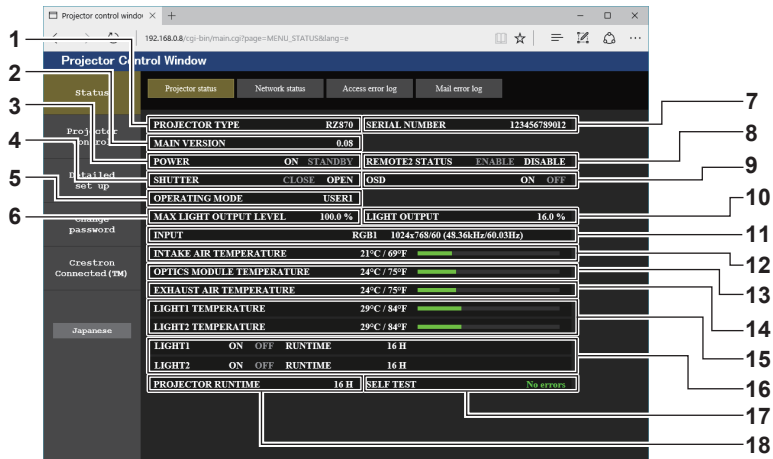 Projector control windo
192.168.0.8/cgi-bin/main.cgi?page=MENU_STATUS&lang=e
Projector Control Window
Status
Projector status
Network status
Access error log
Mail error log
Projector control
Detailed
set up
Change
password
Crestron
Connected(TM)
Japanese
PROJECTOR TYPE RZ870 SERIAL NUMBER 123456789012
MAIN VERSION 0.08
POWER ON STANDBY REMOTE2 STATUS ENABLE DISABLE
SHUTTER CLOSE OPEN OSD ON OFF
OPERATING MODE USER1
MAX LIGHT OUTPUT LEVEL 100.0 % LIGHT OUTPUT 16.0 %
INPUT RGB1 1024x768/60 (48.36kHz/60.03Hz)
INTAKE AIR TEMPERATURE 21°C / 69°F
OPTICS MODULE TEMPERATURE 24°C / 75°F
EXHAUST AIR TEMPERATURE 24°C / 75°F
LIGHT1 TEMPERATURE 29°C / 84°F
LIGHT2 TEMPERATURE 29°C / 84°F
LIGHT1 ON OFF RUNTIME 16 H
LIGHT2 ON OFF RUNTIME 16 H
PROJECTOR RUNTIME 16 H SELF TEST No errors
1
2
3
4
5
6
7
8
9
10
11
12
13
14
15
16
17
18